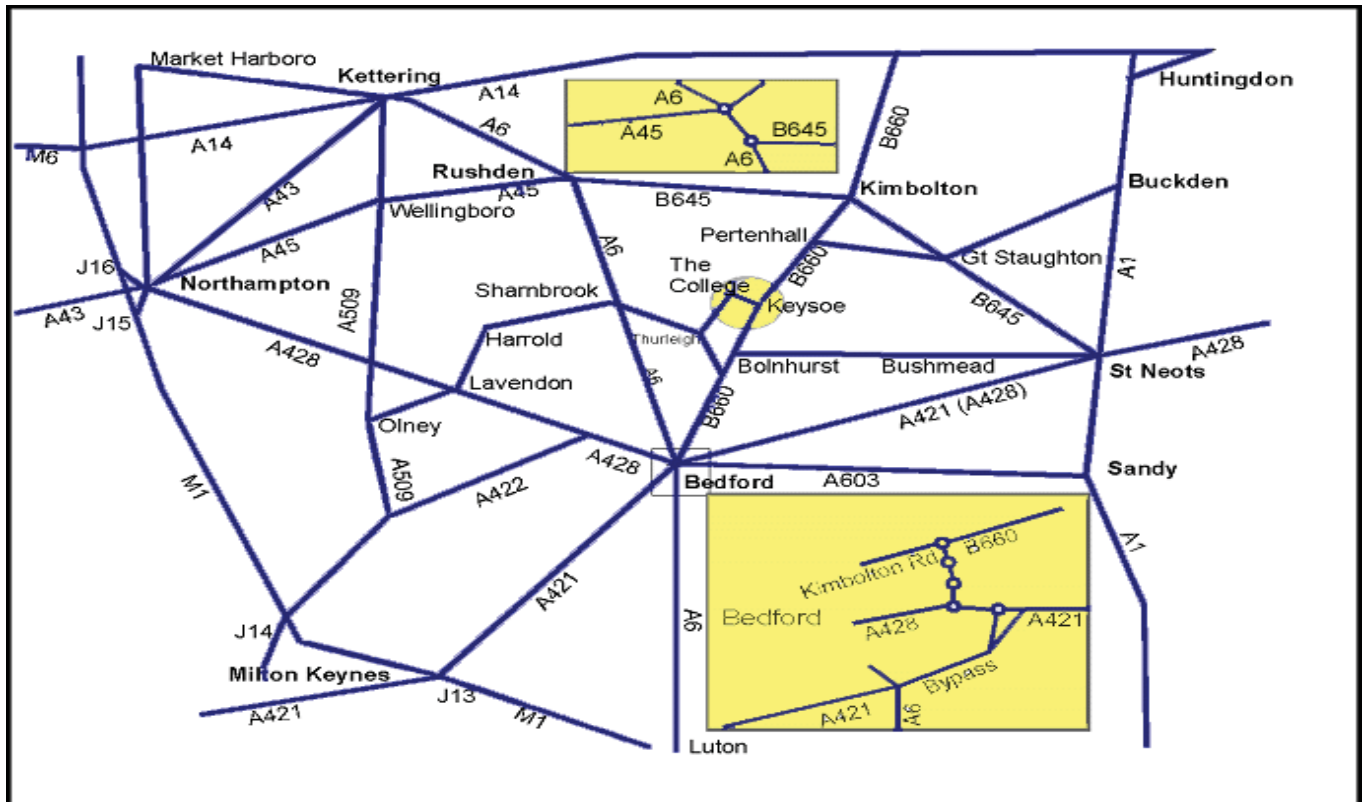 Market Harboro
Kettering
Huntingdon
A14
A6
A6
A45
B645
A6
B660
M6
A14
A43
Rushden
A45
Wellingboro
A45
B645
Kimbolton
Buckden
Pertenhall
Gt Staughton
B660
A6
A1
J16
Northampton
A43
J15
A509
Sharnbrook
The
College
Keysoe
B645
Harrold
Thurleigh
A428
Lavendon
A6
Bolnhurst
Bushmead
A428
St Neots
B660
A421 (A428)
Olney
A509
A428
A422
Bedford
A603
Sandy
M1
A421
A1
Kimbolton Rd
B660
Bedford
A428
A421
Bypass
A421
A6
A6
J14
Milton Keynes
J13
A421
M1
Luton